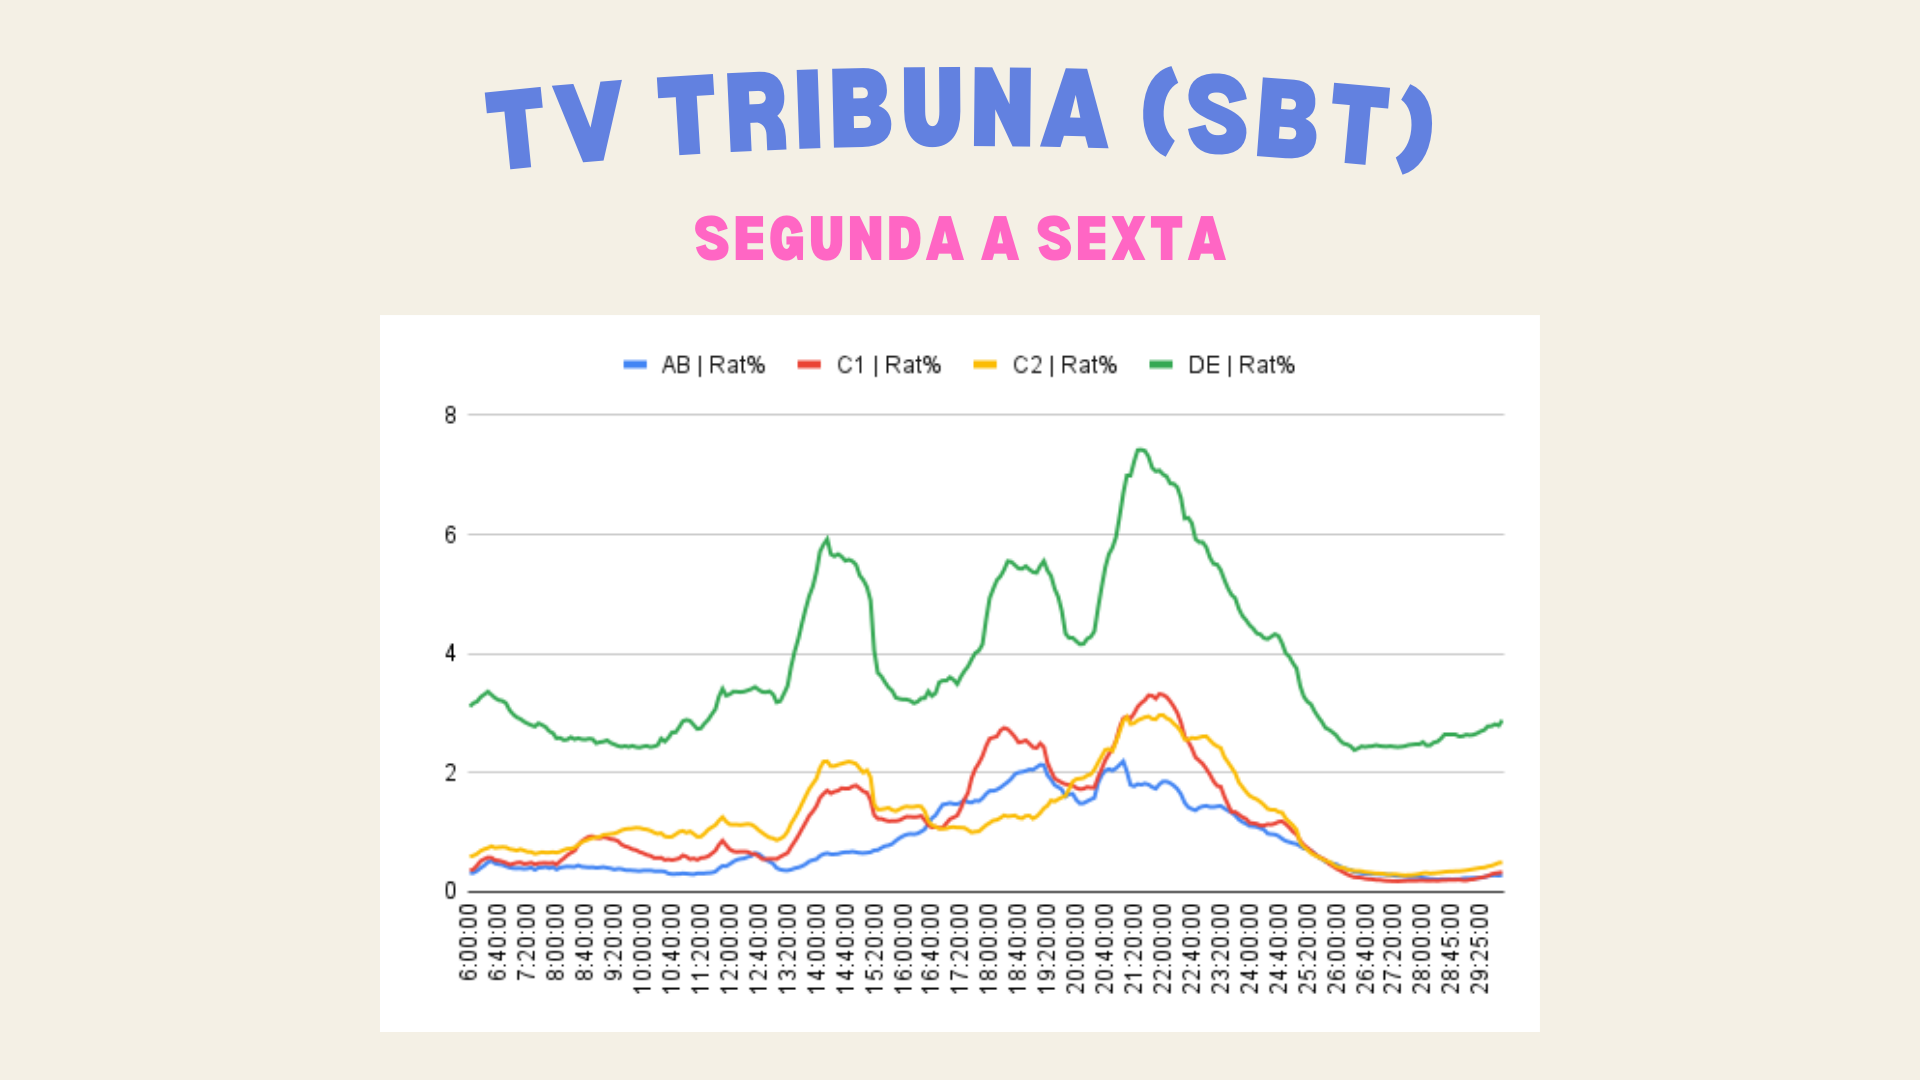 TV TRIBUNA (SBT)
SEGUNDA A SEXTA
AB | Rat% C1 | Rat% C2 | Rat% DE | Rat%
8
6
4
2
0
6:00:00 6:40:00 7:20:00 8:00:00 8:40:00 9:20:00 10:00:00 10:40:00 11:20:00 12:00:00 12:40:00 13:20:00 14:00:00 14:40:00 15:20:00 16:00:00 16:40:00 17:20:00 18:00:00 18:40:00 19:20:00 20:00:00 20:40:00 21:20:00 22:00:00 22:40:00 23:20:00 24:00:00 24:40:00 25:20:00 26:00:00 26:40:00 27:20:00 28:00:00 28:45:00 29:25:00